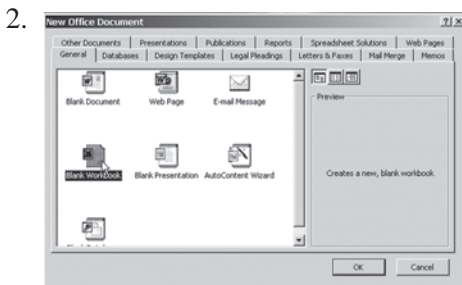 2.
New Office Document
Other Documents Presentations Publications Reports Spreadsheet Solutions Web Pages
General Databases Design Templates Legal Pleadings Letters & Faxes Mail Merge Memos
Blank Document Web Page E-mail Message
Preview
Blank Workbook Blank Presentation AutoContent Wizard
Creates a new, blank workbook
OK Cancel